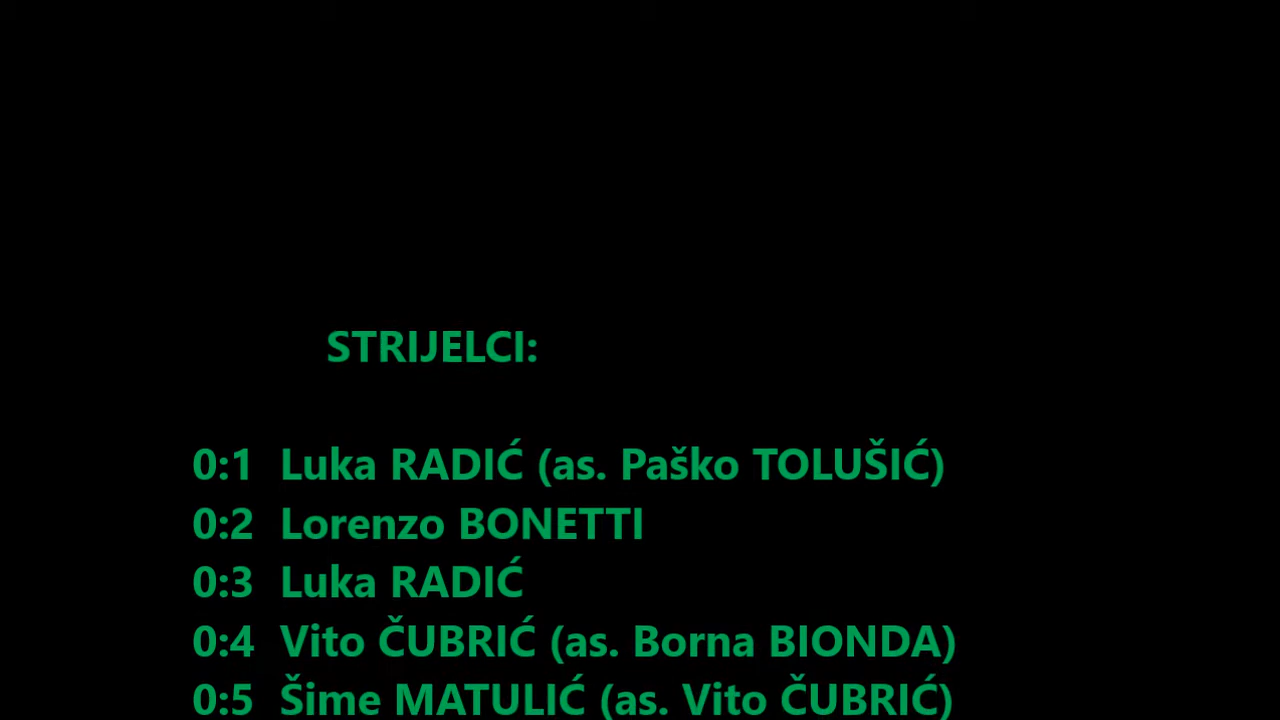 STRIJELCI:
0:1 Luka RADIĆ (as. Paško TOLUŠIĆ)
0:2 Lorenzo BONETTI
0:3 Luka RADIĆ
0:4 Vito ČUBRIĆ (as. Borna BIONDA)
0:5 Šime MATULIĆ (as. Vito ČUBRIĆ)